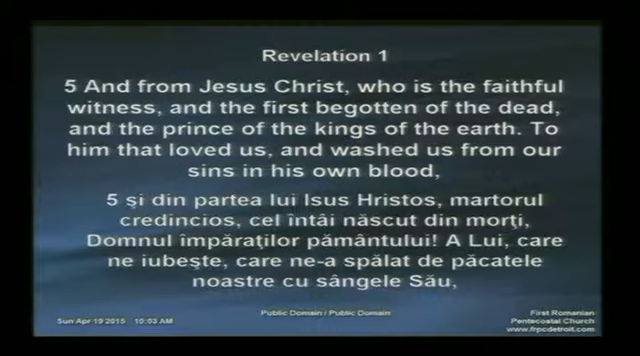 Revelation 1
5 And from Jesus Christ, who is the faithful
witness, and the first begotten of the dead,
and the prince of the kings of the earth. To
him that loved us, and washed us from our
sins in his own blood,
5 şi din partea lui Isus Hristos, martorul
credincios, cel întâi născut din morţi,
Domnul împăraţilor pământului! A Lui, care
ne iubeşte, care ne-a spălat de păcatele
noastre cu sângele Său,
Public Domain / Public Domain
Sun Apr 19 2015 10:03 AM
First Romanian
Pentecostal Church
www.frpcdetroit.com